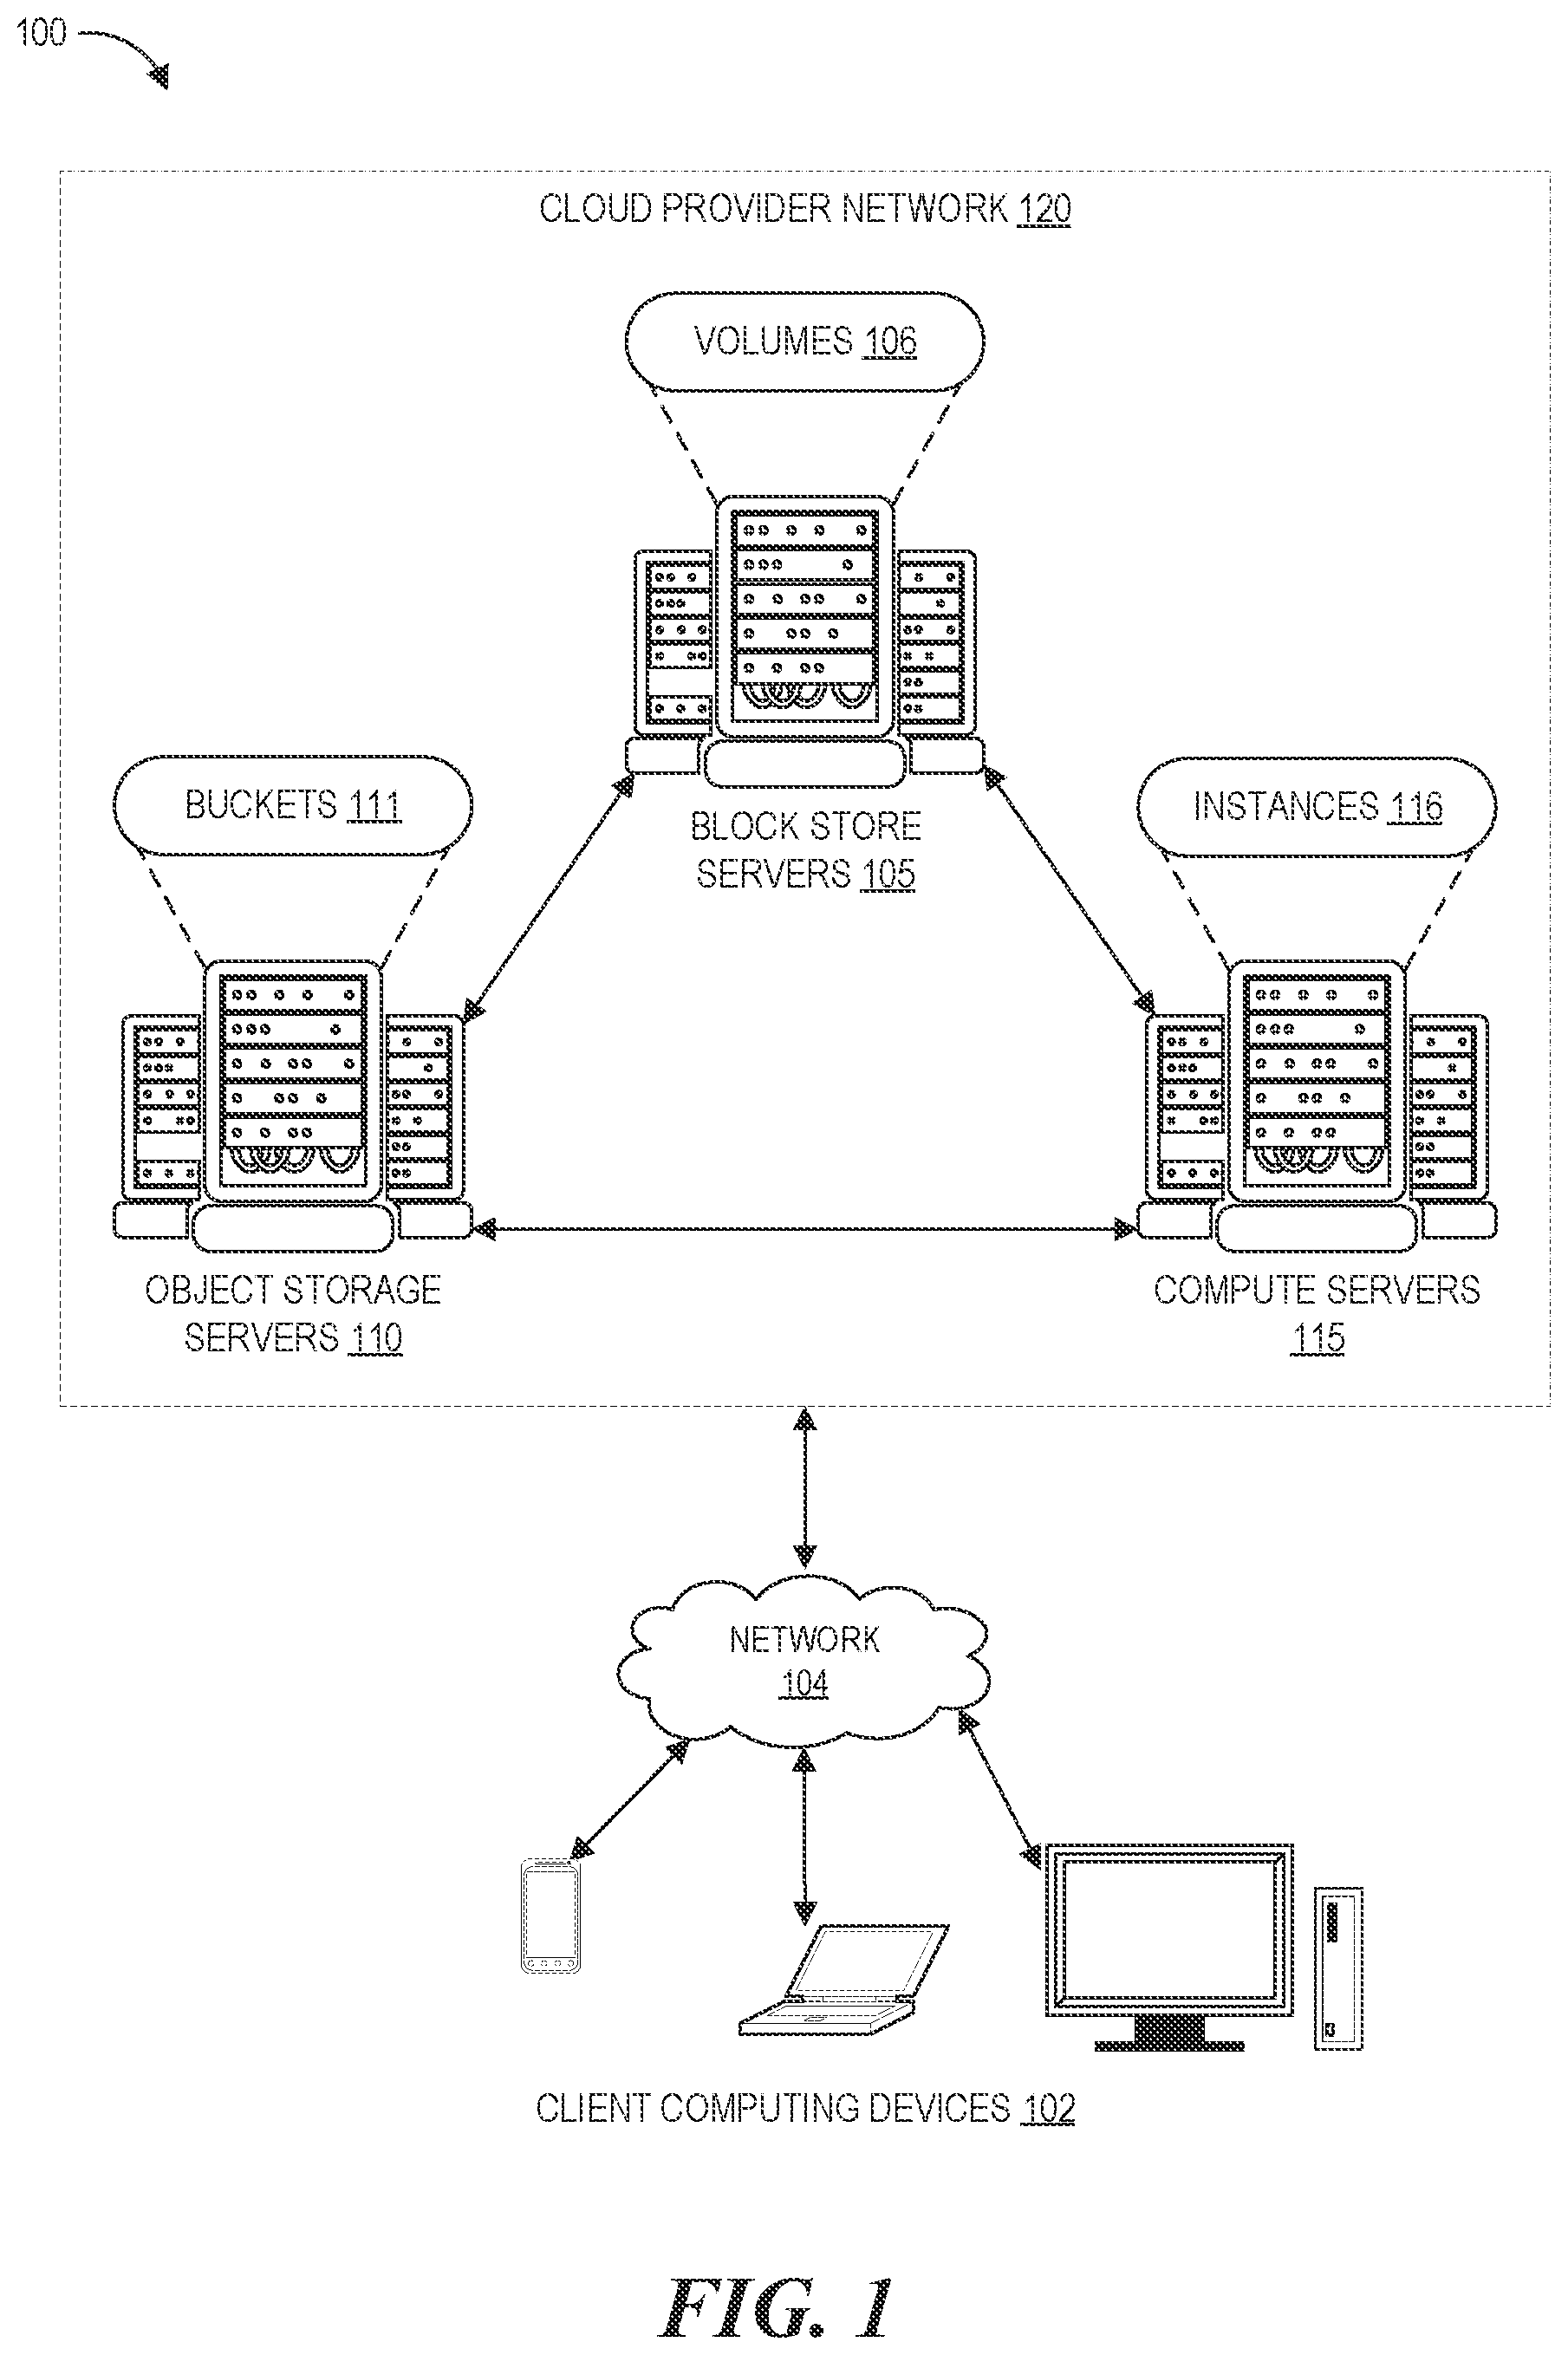 100
CLOUD PROVIDER NETWORK 120
VOLUMES 106
BLOCK STORE
SERVERS 105
BUCKETS 111
INSTANCES 116
OBJECT STORAGE
SERVERS 110
COMPUTE SERVERS
115
NETWORK
104
CLIENT COMPUTING DEVICES 102
FIG. 1